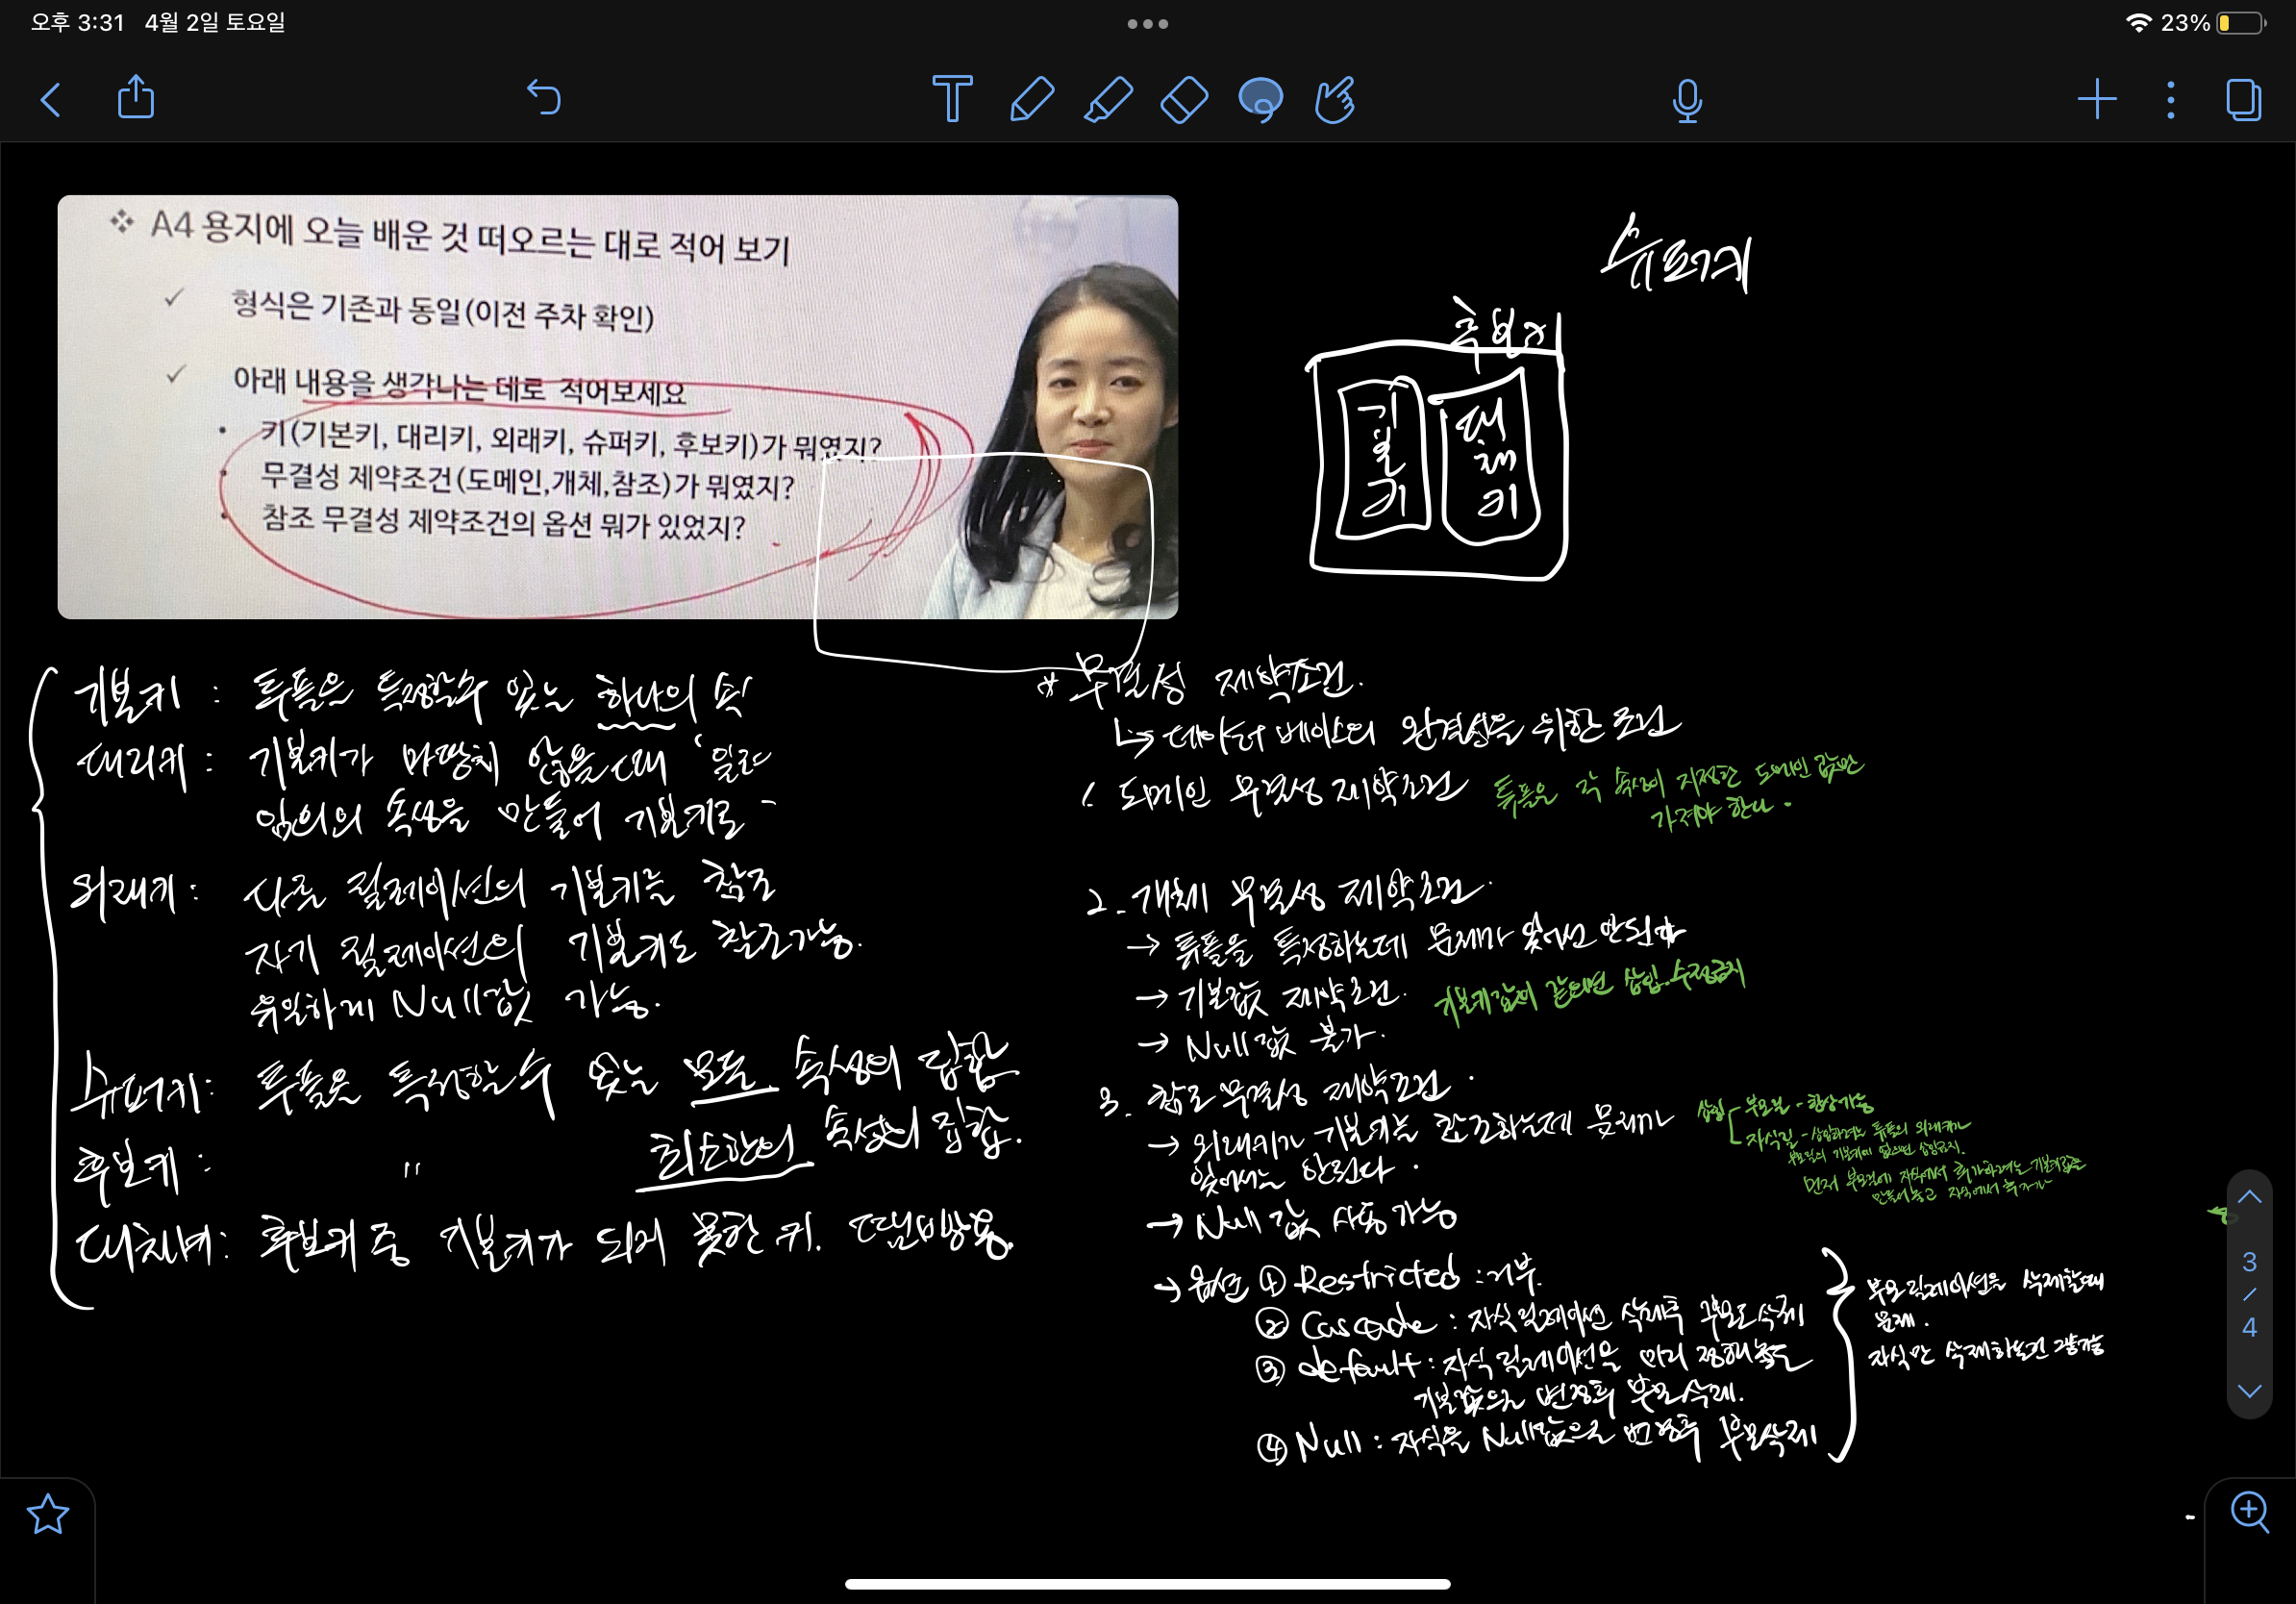 오후 3:31 4월 2일 토요일
23%
A4 용지에 오늘 배운 것 떠오르는 대로 적어 보기
형식은 기존과 동일(이전 주차 확인)
아래 내용을 생각나는 데로 적어보세요
키(기본키, 대리키, 외래키, 슈퍼키, 후보키)가 뭐였지?
무결성 제약조건(도메인,개체,참조)가 뭐였지?
참조 무결성 제약조건의 옵션 뭐가 있었지?
후보키
기본키
대체키
기본키 : 투플을 특정할수 있는 하나의 속
대리키 : 기본키가 마땅치 않을때 '일려
임의의 속성을 만들어 기본키로 -
외래키 : 다른 릴레이션의 기본키를 참조
자기 릴레이션의 기본키도 참조가능.
유일하게 Null값 가능.
슈퍼키 : 투플을 특정할수 있는 모든 속성의 집합
후보키 : " 최소한의 속성의 집합.
대체키 : 후보키중 기본키가 되지 못한 키.
* 무결성 제약조건.
↳ 데이터 베이스의 완결성을 위한 조건
1. 도메인 무결성 제약조건 투플은 각 속성이 지정한 도메인 값만
가져야 한다.
2. 개체 무결성 제약조건.
→ 튜플을 특정하는데 문제가 있어선 안된다
→ 기본값 제약조건. 기본키값이 같으면 삽입.수정금지
→ Null값 불가.
3. 참조 무결성 제약조건.
→ 외래키가 기본키를 참조하는데 문제가
있어서는 안된다.
삽입 부모릴 - 항상가능
자식릴 - 삽입하려는 투플의 외래키가
부모릴의 기본키에 없으면 삽입금지.
먼저 부모릴에 자식에서 추가하려는 기본키값을
만들어놓고 자식에서 추가
→ Null 값 사용 가능
→ 옵션 ① Restricted : 거부.
② Cascade : 자식릴레이션 삭제후 부모도삭제
③ default : 자식 릴레이션을 미리 정해놓은
기본값으로 변경후 부모삭제.
④ Null : 자식을 Null값으로 변경후 부모삭제
부모릴레이션을 삭제할때
문제.
자식만 삭제하는건
3
/
4